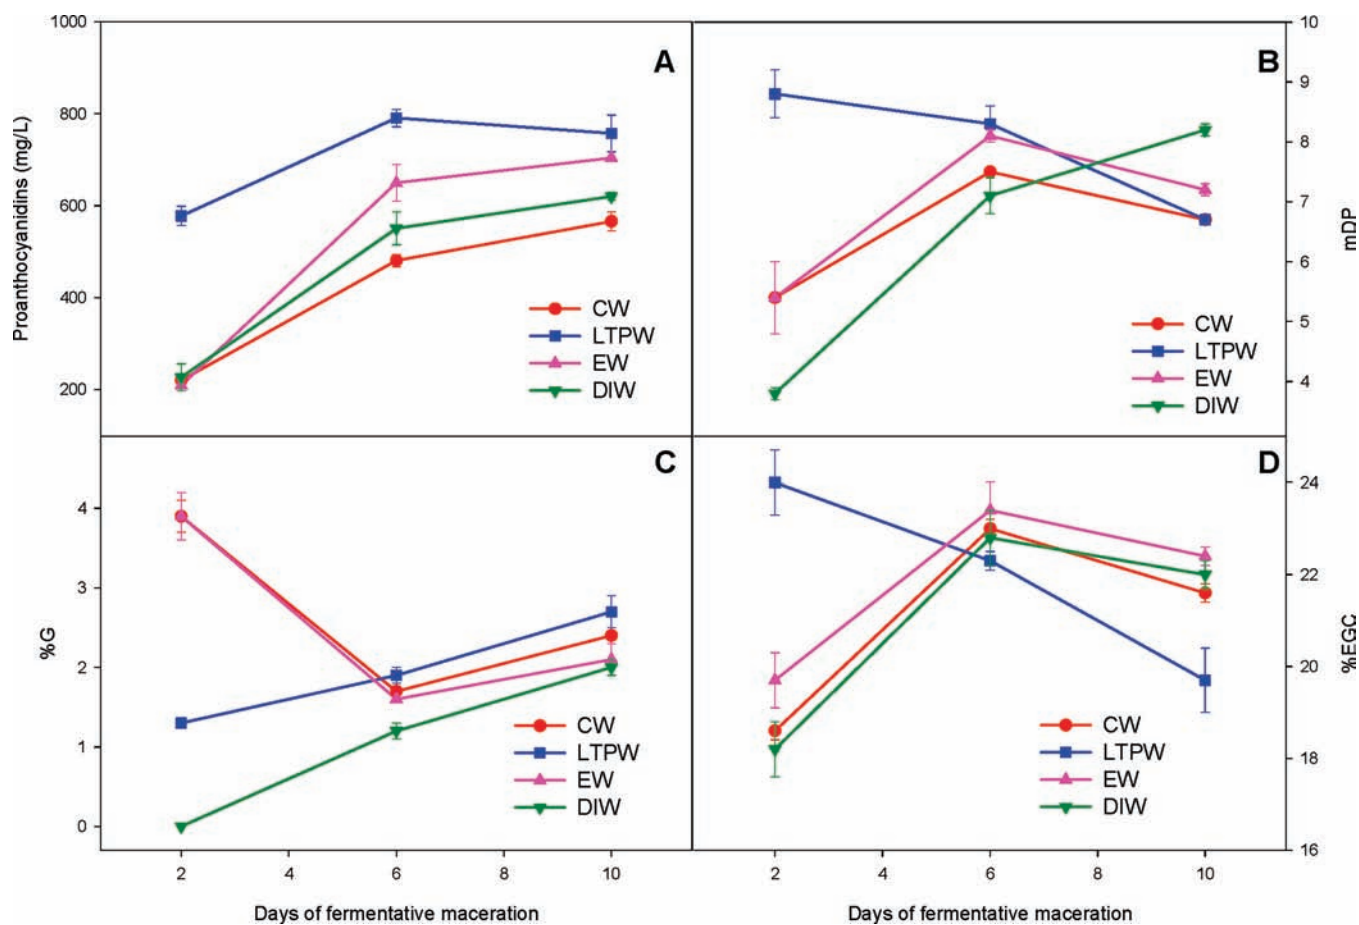 A
B
Proanthocyanidins (mg/L)
1000
800
600
400
200
CW
LTPW
EW
DIW
10
9
8
7
6
5
4
mDP
CW
LTPW
EW
DIW
C
D
%G
4
3
2
1
0
CW
LTPW
EW
DIW
24
22
20
18
16
%EGC
CW
LTPW
EW
DIW
2 4 6 8 10
2 4 6 8 10
Days of fermentative maceration
Days of fermentative maceration